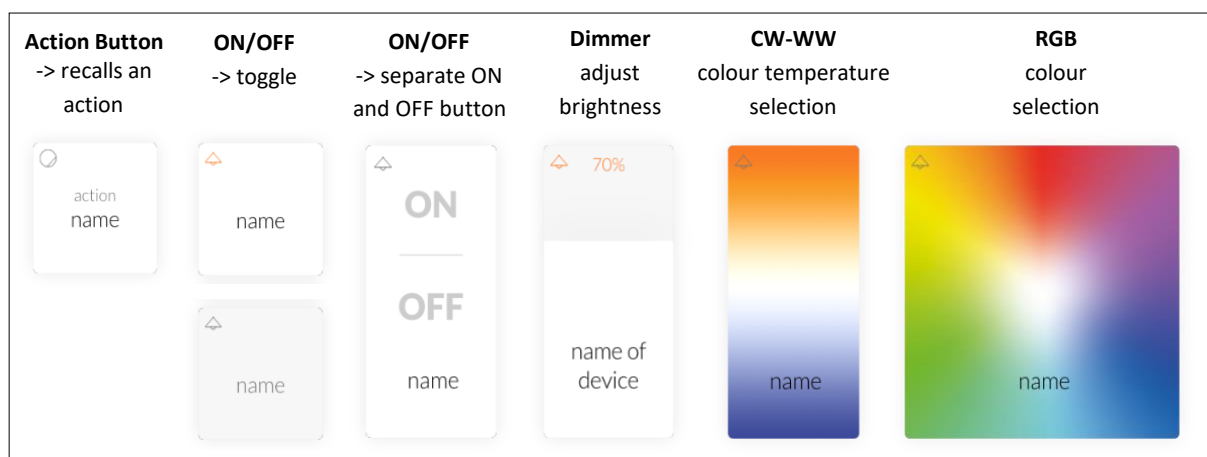 Action Button
-> recalls an
action
ON/OFF
-> toggle
ON/OFF
-> separate ON
and OFF button
Dimmer
adjust
brightness
CW-WW
colour temperature
selection
RGB
colour
selection
action
name
name
name
ON
OFF
name
70%
name of
device
name
name